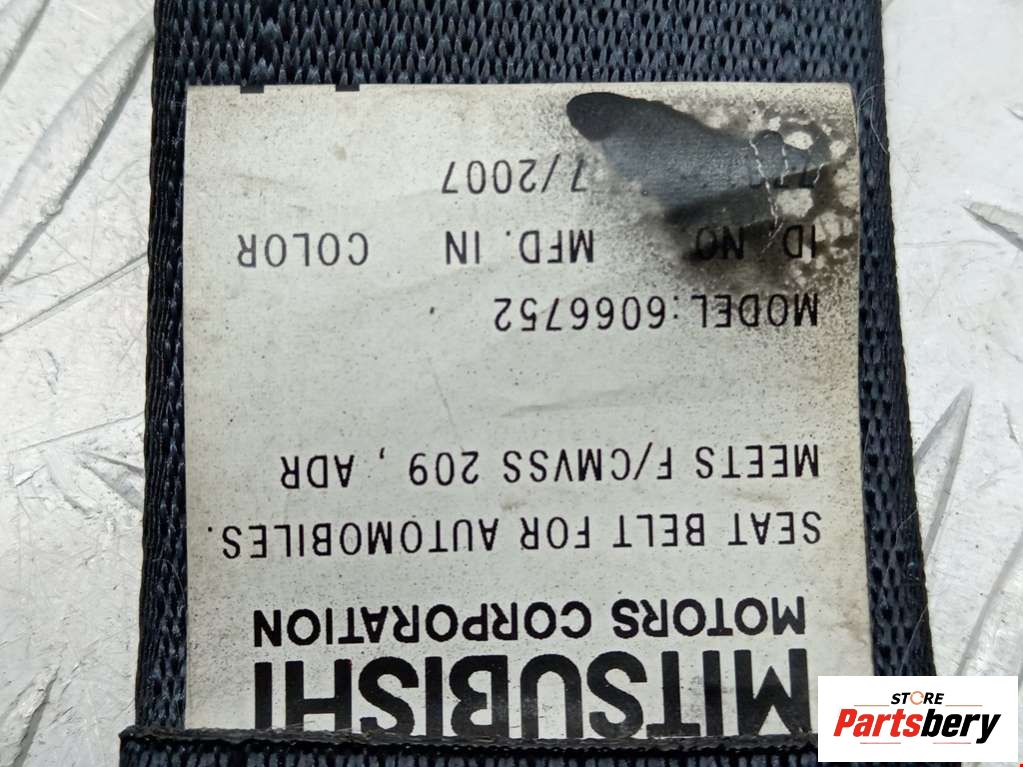 MITSUBISHI
MOTORS CORPORATION
SEAT BELT FOR AUTOMOBILES.
MEETS F/CMVSS 209, ADR
MODEL:6066752
ID NO MFD. IN COLOR
7/2007
STORE
Partsbery